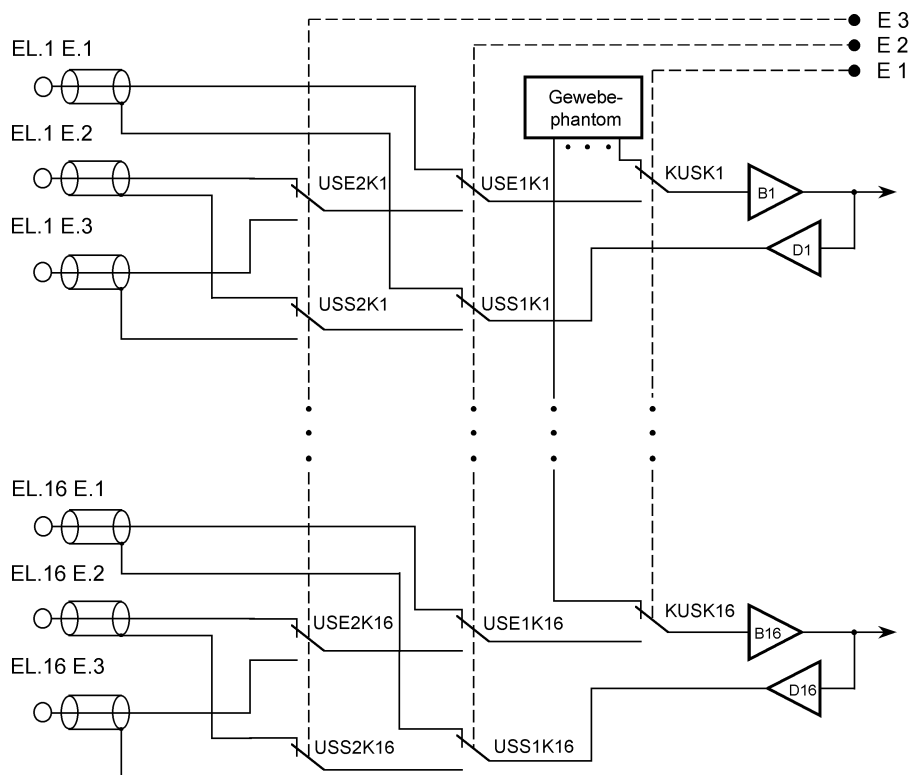 E 3
EL.1 E.1
E 2
E 1
Gewebe-
phantom
EL.1 E.2
USE2K1
USE1K1
KUSK1
B1
EL.1 E.3
D1
USS2K1
USS1K1
EL.16 E.1
EL.16 E.2
USE2K16
USE1K16
KUSK16
B16
EL.16 E.3
D16
USS2K16
USS1K16